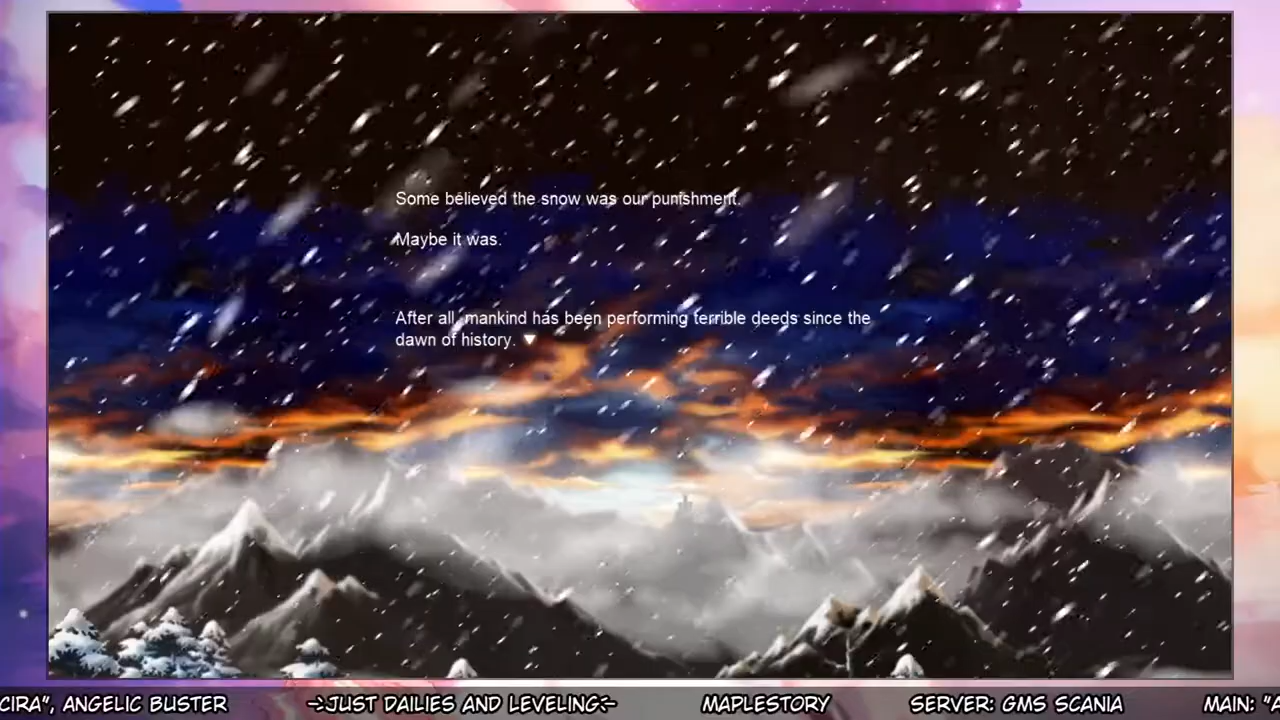 Some believed the snow was our punishment.
Maybe it was.
After all, mankind has been performing terrible deeds since the
dawn of history.
CIRA", ANGELIC BUSTER -:JUST DAILIES AND LEVELING:- MAPLESTORY SERVER: GMS SCANIA MAIN: "A